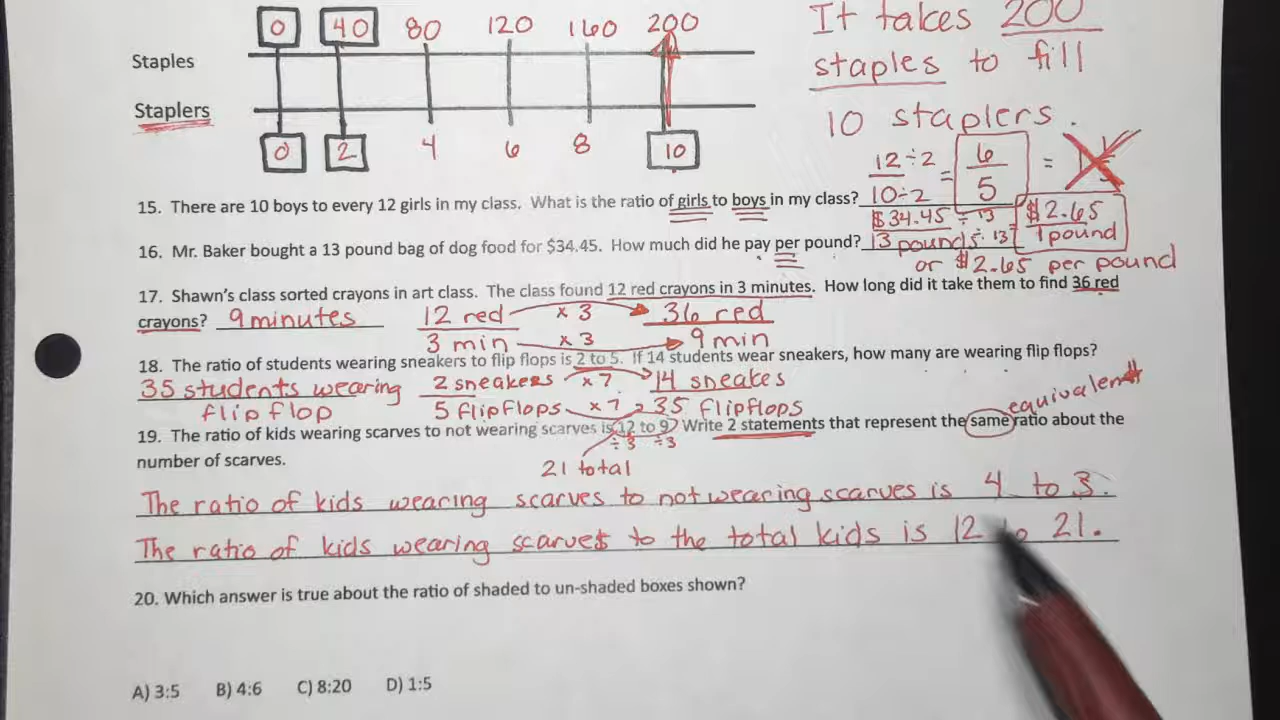 0 40 80 120 160 200
Staples
Staplers
0 2 4 6 8 10
It takes 200
staples to fill
10 staplers.
12 ÷2 = 6 =
10 ÷2 5
15. There are 10 boys to every 12 girls in my class. What is the ratio of girls to boys in my class?
$34.45 ÷ 13 $2.65
16. Mr. Baker bought a 13 pound bag of dog food for $34.45. How much did he pay per pound? 13 pounds ÷ 13 1 pound
or $2.65 per pound
17. Shawn's class sorted crayons in art class. The class found 12 red crayons in 3 minutes. How long did it take them to find 36 red
crayons? 9 minutes 12 red x 3 36 red
3 min x 3 9 min
18. The ratio of students wearing sneakers to flip flops is 2 to 5. If 14 students wear sneakers, how many are wearing flip flops?
35 students wearing 2 sneakers x 7 14 sneakes
flip flop 5 flipflops x 7 35 flipflops
equivalent
19. The ratio of kids wearing scarves to not wearing scarves is 12 to 9. Write 2 statements that represent the same ratio about the
÷3 ÷3
number of scarves.
21 total
The ratio of kids wearing scarves to not wearing scarves is 4 to 3.
The ratio of kids wearing scarves to the total kids is 12 to 21.
20. Which answer is true about the ratio of shaded to un-shaded boxes shown?
A) 3:5 B) 4:6 C) 8:20 D) 1:5